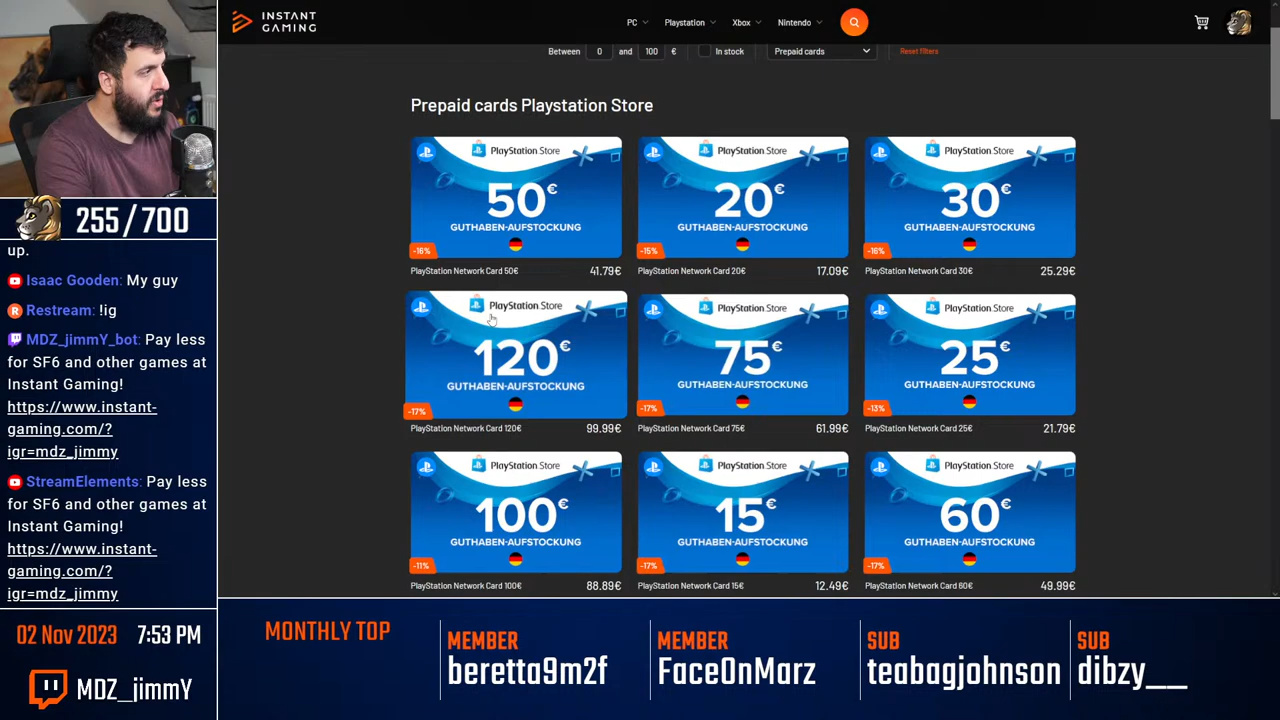 INSTANT
GAMING
PC
Playstation
Xbox
Nintendo
Between
0
and
100
€
In stock
Prepaid cards
Reset filters
Prepaid cards Playstation Store
PlayStation Store
50€
GUTHABEN-AUFSTOCKUNG
-16%
PlayStation Network Card 50€
41.79€
PlayStation Store
20€
GUTHABEN-AUFSTOCKUNG
-15%
PlayStation Network Card 20€
17.09€
PlayStation Store
30€
GUTHABEN-AUFSTOCKUNG
-16%
PlayStation Network Card 30€
25.29€
PlayStation Store
120€
GUTHABEN-AUFSTOCKUNG
-17%
PlayStation Network Card 120€
99.99€
PlayStation Store
75€
GUTHABEN-AUFSTOCKUNG
-17%
PlayStation Network Card 75€
61.99€
PlayStation Store
25€
GUTHABEN-AUFSTOCKUNG
-13%
PlayStation Network Card 25€
21.79€
PlayStation Store
100€
GUTHABEN-AUFSTOCKUNG
-11%
PlayStation Network Card 100€
88.89€
PlayStation Store
15€
GUTHABEN-AUFSTOCKUNG
-17%
PlayStation Network Card 15€
12.49€
PlayStation Store
60€
GUTHABEN-AUFSTOCKUNG
-17%
PlayStation Network Card 60€
49.99€
255/700
up.
Isaac Gooden: My guy
Restream: !ig
MDZ_jimmY_bot: Pay less
for SF6 and other games at
Instant Gaming!
https://www.instant-
gaming.com/?
igr=mdz_jimmy
StreamElements: Pay less
for SF6 and other games at
Instant Gaming!
https://www.instant-
gaming.com/?
igr=mdz_jimmy
02 Nov 2023 7:53 PM
MDZ_jimmY
MONTHLY TOP
MEMBER
beretta9m2f
MEMBER
FaceOnMarz
SUB
teabagjohnson
SUB
dibzy__